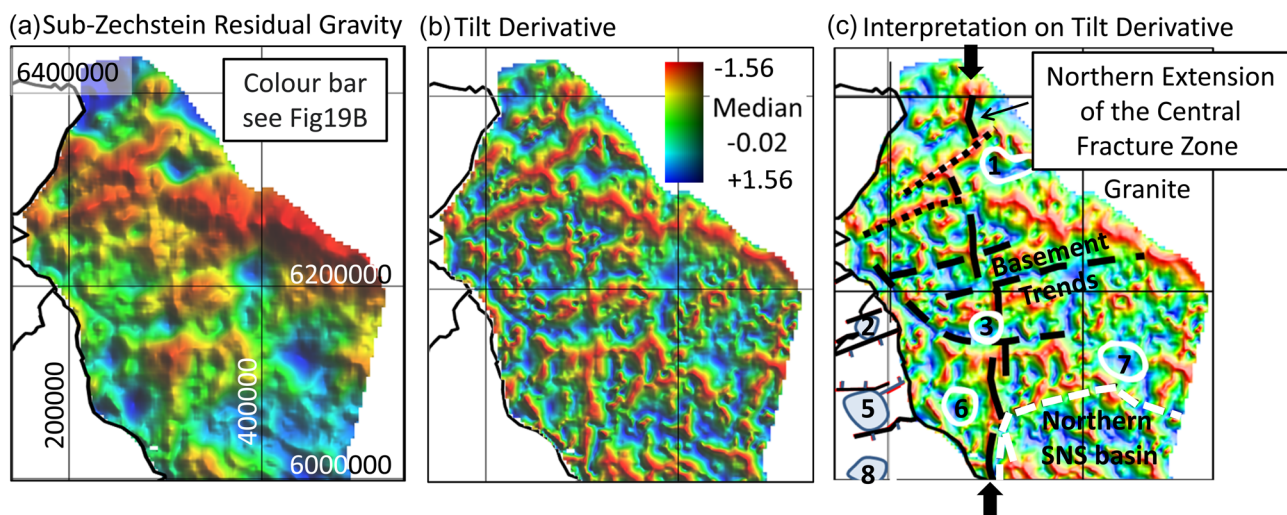 (a) Sub-Zechstein Residual Gravity
6400000
Colour bar
see Fig19B
6200000
200000
400000
6000000
(b) Tilt Derivative
-1.56
Median
-0.02
+1.56
(c) Interpretation on Tilt Derivative
Northern Extension
of the Central
Fracture Zone
1
Granite
Basement
Trends
2
3
7
5
6
Northern
SNS basin
8